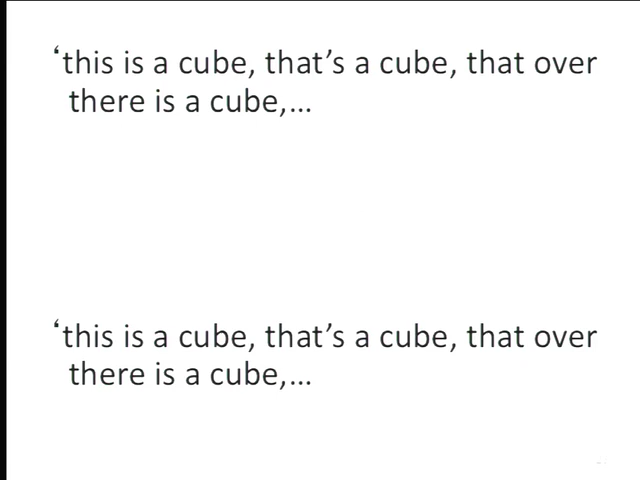 ‘this is a cube, that’s a cube, that over
there is a cube,...
‘this is a cube, that’s a cube, that over
there is a cube,...